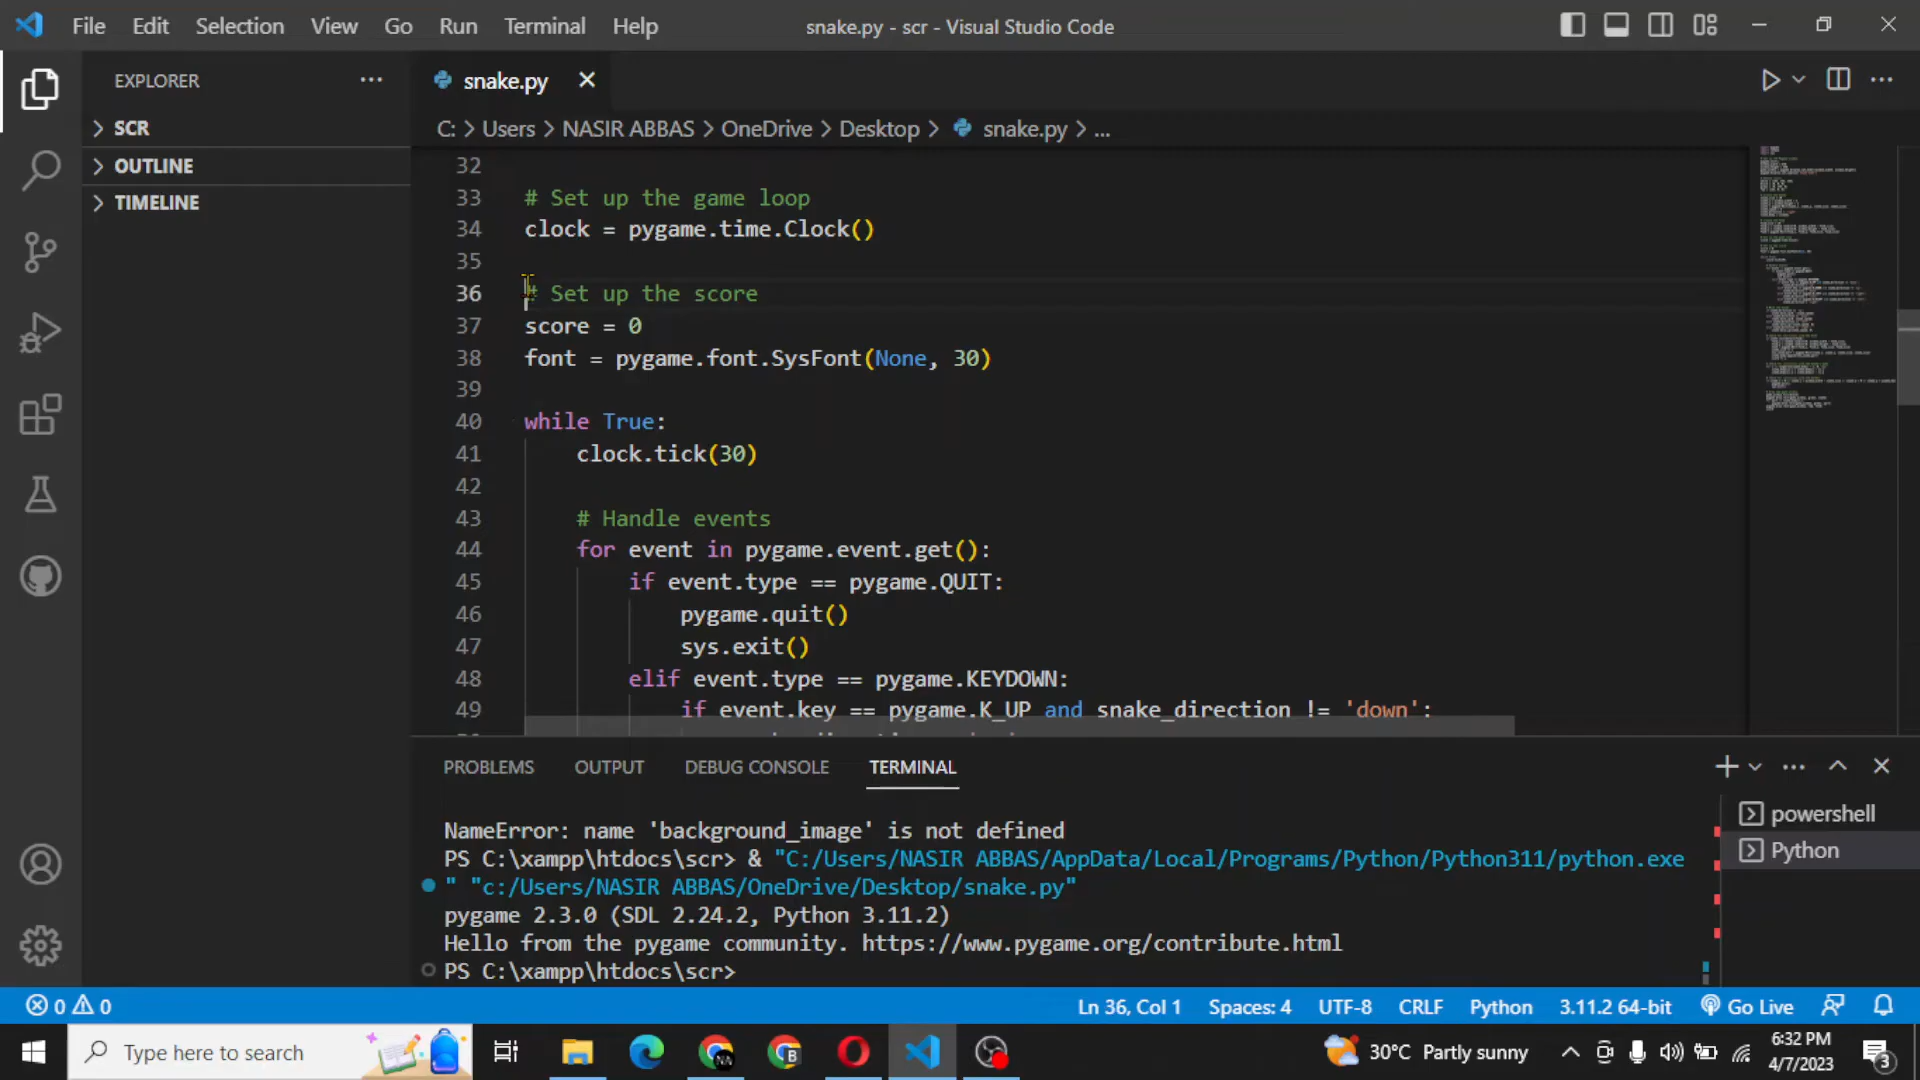 File Edit Selection View Go Run Terminal Help
snake.py - scr - Visual Studio Code
EXPLORER
SCR
OUTLINE
TIMELINE
snake.py
C: > Users > NASIR ABBAS > OneDrive > Desktop > snake.py > ...
32
33 # Set up the game loop
34 clock = pygame.time.Clock()
35
36 # Set up the score
37 score = 0
38 font = pygame.font.SysFont(None, 30)
39
40 while True:
41 clock.tick(30)
42
43 # Handle events
44 for event in pygame.event.get():
45 if event.type == pygame.QUIT:
46 pygame.quit()
47 sys.exit()
48 elif event.type == pygame.KEYDOWN:
49 if event.key == pygame.K_UP and snake_direction != 'down':
PROBLEMS OUTPUT DEBUG CONSOLE TERMINAL
NameError: name 'background_image' is not defined
PS C:\xampp\htdocs\scr> & "C:/Users/NASIR ABBAS/AppData/Local/Programs/Python/Python311/python.exe
" "c:/Users/NASIR ABBAS/OneDrive/Desktop/snake.py"
pygame 2.3.0 (SDL 2.24.2, Python 3.11.2)
Hello from the pygame community. https://www.pygame.org/contribute.html
PS C:\xampp\htdocs\scr>
powershell
Python
0 0
Ln 36, Col 1 Spaces: 4 UTF-8 CRLF Python 3.11.2 64-bit Go Live
Type here to search
30°C Partly sunny
6:32 PM
4/7/2023
3